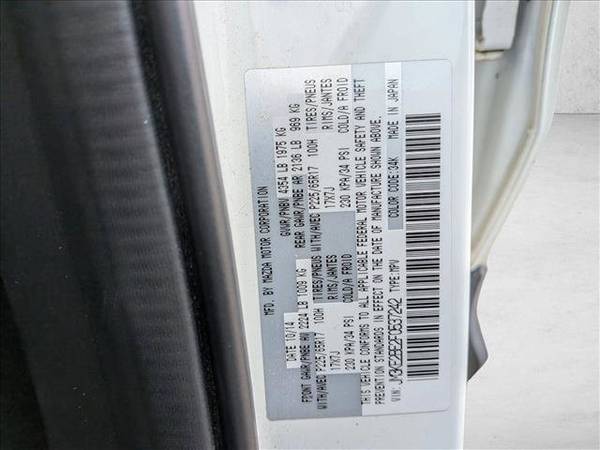 MFD. BY MAZDA MOTOR CORPORATION
DATE 10/14 GVWR/PNBV 4354 LB 1975 KG
FRONT GAWR/PNBE AV 2224 LB 1009 KG REAR GAWR/PNBE AR 2136 LB 969 KG
WITH/AVEC P225/65R17 100H TIRES/PNEUS WITH/AVEC P225/65R17 100H TIRES/PNEUS
17X7J RIMS/JANTES 17X7J RIMS/JANTES
230 KPA/34 PSI COLD/A FROID 230 KPA/34 PSI COLD/A FROID
THIS VEHICLE CONFORMS TO ALL APPLICABLE FEDERAL MOTOR VEHICLE SAFETY AND THEFT
PREVENTION STANDARDS IN EFFECT ON THE DATE OF MANUFACTURE SHOWN ABOVE.
VIN: TYPE:MPV COLOR CODE:34K MADE IN JAPAN